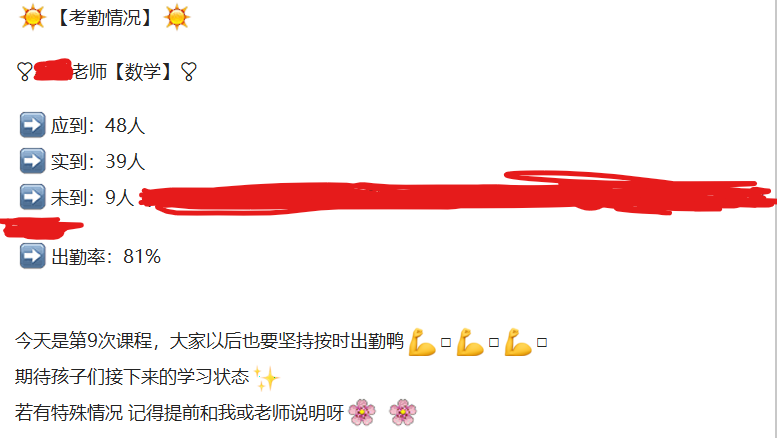 ☀️【考勤情况】☀️
❣老师【数学】❣
➡️应到：48人
➡️实到：39人
➡️未到：9人
➡️出勤率：81%
今天是第9次课程，大家以后也要坚持按时出勤鸭💪□💪□💪□
期待孩子们接下来的学习状态✨
若有特殊情况 记得提前和我或老师说明呀🌸 🌸